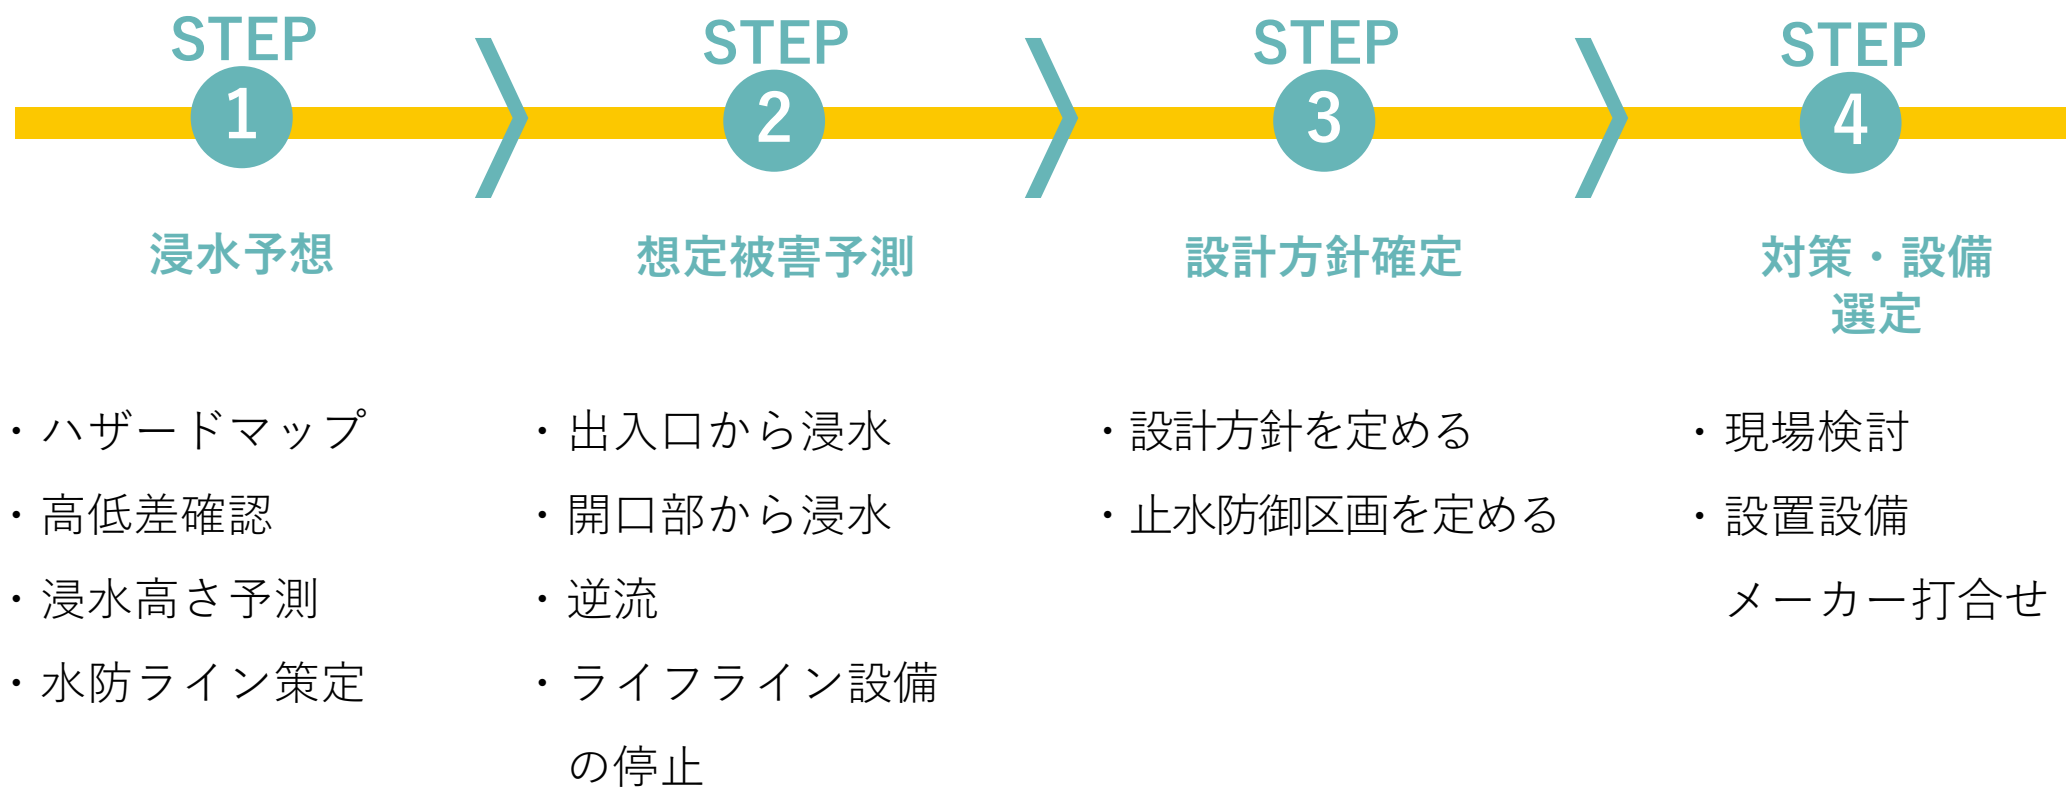 STEP
1
浸水予想
・ハザードマップ
・高低差確認
・浸水高さ予測
・水防ライン策定
STEP
2
想定被害予測
・出入口から浸水
・開口部から浸水
・逆流
・ライフライン設備
の停止
STEP
3
設計方針確定
・設計方針を定める
・止水防御区画を定める
STEP
4
対策・設備
選定
・現場検討
・設置設備
メーカー打合せ